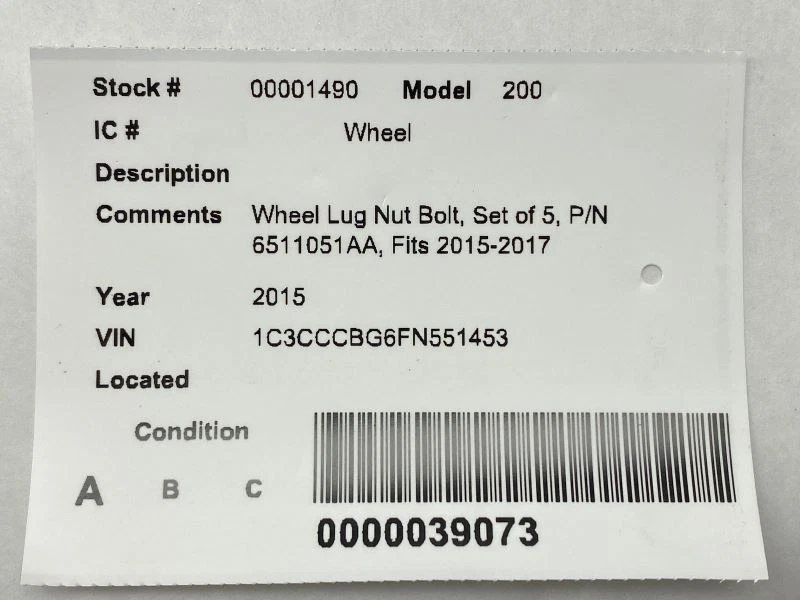 Stock # 00001490 Model 200
IC # Wheel
Description
Comments Wheel Lug Nut Bolt, Set of 5, P/N
6511051AA, Fits 2015-2017
Year 2015
VIN 1C3CCCBG6FN551453
Located
Condition
A B C
0000039073